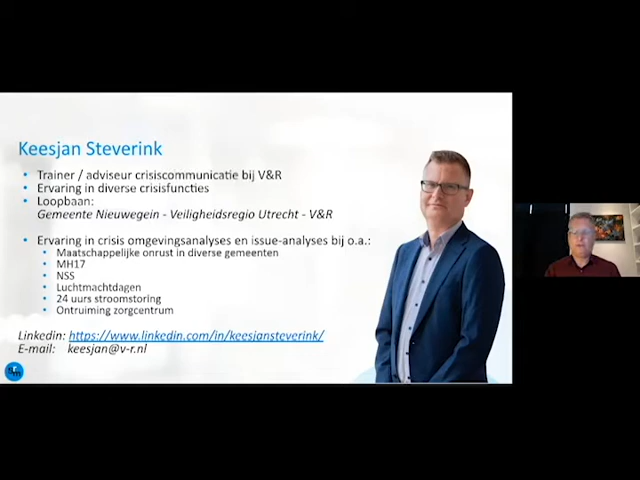 Keesjan Steverink
• Trainer / adviseur crisiscommunicatie bij V&R
• Ervaring in diverse crisisfuncties
• Loopbaan:
Gemeente Nieuwegein - Veiligheidsregio Utrecht - V&R
• Ervaring in crisis omgevingsanalyses en issue-analyses bij o.a.:
• Maatschappelijke onrust in diverse gemeenten
• MH17
• NSS
• Luchtmachtdagen
• 24 uurs stroomstoring
• Ontruiming zorgcentrum
Linkedin: https://www.linkedin.com/in/keesjansteverink/
E-mail: keesjan@v-r.nl